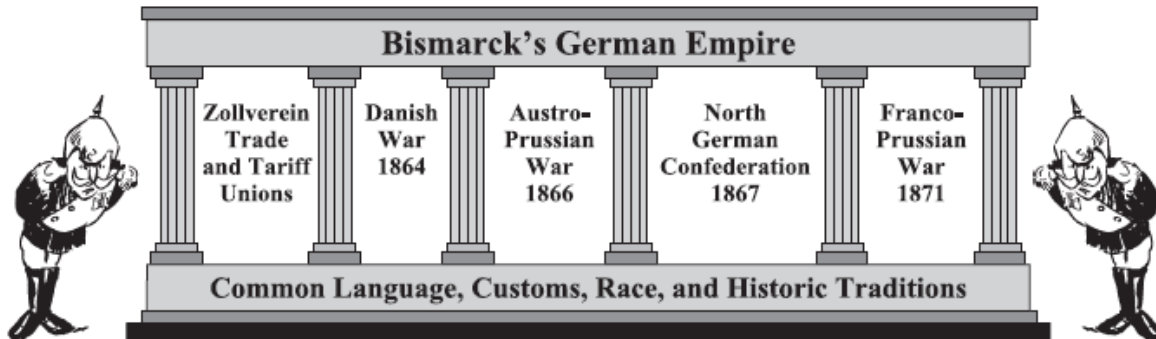 Bismarck's German Empire
Zollverein
Trade
and Tariff
Unions
Danish
War
1864
Austro-
Prussian
War
1866
North
German
Confederation
1867
Franco-
Prussian
War
1871
Common Language, Customs, Race, and Historic Traditions